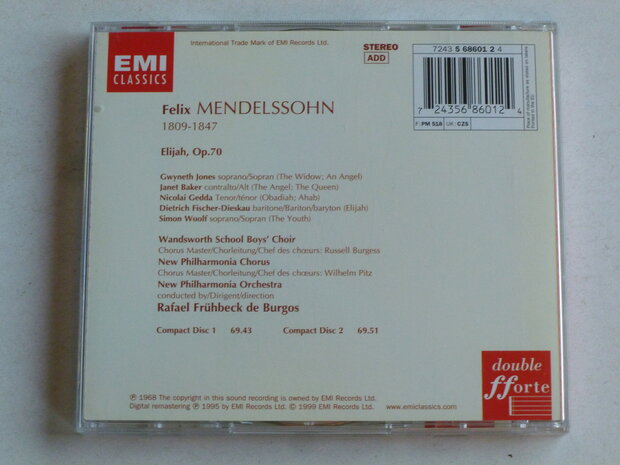 EMI
CLASSICS
International Trade Mark of EMI Records Ltd.
STEREO
ADD
7243 5 68601 2 4
7 24356 86012 4
F: PM 518 UK: CZS
Felix MENDELSSOHN
1809-1847
Elijah, Op.70
Gwyneth Jones soprano/Sopran (The Widow; An Angel)
Janet Baker contralto/Alt (The Angel; The Queen)
Nicolai Gedda Tenor/ténor (Obadiah; Ahab)
Dietrich Fischer-Dieskau baritone/Bariton/baryton (Elijah)
Simon Woolf soprano/Sopran (The Youth)
Wandsworth School Boys' Choir
Chorus Master/Chorleitung/Chef des chœurs: Russell Burgess
New Philharmonia Chorus
Chorus Master/Chorleitung/Chef des chœurs: Wilhelm Pitz
New Philharmonia Orchestra
conducted by/Dirigent/direction
Rafael Frühbeck de Burgos
Compact Disc 1 69.43 Compact Disc 2 69.51
double
fforte
℗ 1968 The copyright in this sound recording is owned by EMI Records Ltd.
Digital remastering ℗ 1995 by EMI Records Ltd. © 1999 EMI Records Ltd. www.emiclassics.com